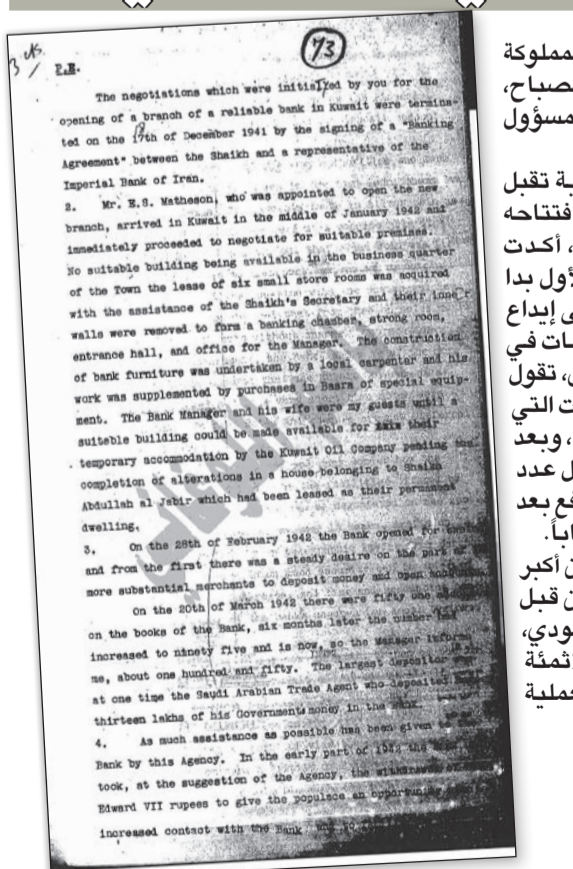 3 cts.
73
P.R.
The negotiations which were initialyed by you for the
opening of a branch of a reliable bank in Kuwait were termina-
ted on the 17th of December 1941 by the signing of a "Banking
Agreement" between the Shaikh and a representative of the
Imperial Bank of Iran.
2. Mr. E.S. Matheson, who was appointed to open the new
branch, arrived in Kuwait in the middle of January 1942 and
immediately proceeded to negotiate for suitable premises.
No suitable building being available in the business quarter
of the Town the lease of six small store rooms was acquired
with the assistance of the Shaikh's Secretary and their inner
walls were removed to form a banking chamber, strong room,
entrance hall, and office for the Manager. The construction
of bank furniture was undertaken by a local carpenter and his
work was supplemented by purchases in Basra of special equip-
ment. The Bank Manager and his wife were my guests until a
suitable building could be made available for their
temporary accommodation by the Kuwait Oil Company pending the
completion of alterations in a house belonging to Shaikh
Abdullah al Jabir which had been leased as their permanent
dwelling.
3. On the 28th of February 1942 the Bank opened for
and from the first there was a steady desire on the part of
more substantial merchants to deposit money and open
On the 20th of March 1942 there were fifty one
on the books of the Bank, six months later the number had
increased to ninety five and is now, so the Manager informs
me, about one hundred and fifty. The largest depositor
at one time the Saudi Arabian Trade Agent who deposited
thirteen lakhs of his Governments money in the Bank.
4. As much assistance as possible has been given to
Bank by this Agency. In the early part of 1942 the
took, at the suggestion of the Agency, the withdrawal
Edward VII rupees to give the populace an opportunity
increased contact with the Bank
مملوكة
لصباح،
مسؤول
ية تقبل
فتتاحه
، أكدت
لأول بدا
ى إيداع
سات في
، تقول
ت التي
، وبعد
ل عدد
فع بعد
اباً.
ن أكبر
ن قبل
عودي،
ثمئة
عملية